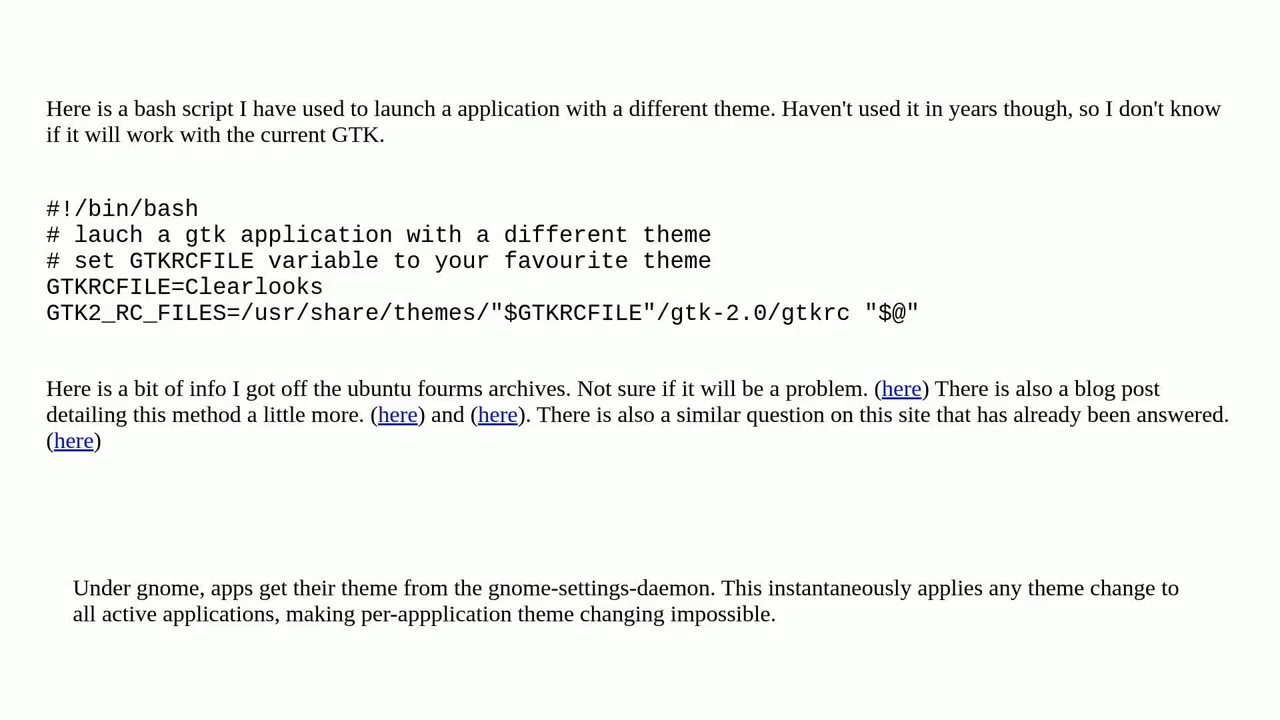 Here is a bash script I have used to launch a application with a different theme. Haven't used it in years though, so I don't know
if it will work with the current GTK.
#!/bin/bash
# lauch a gtk application with a different theme
# set GTKRCFILE variable to your favourite theme
GTKRCFILE=Clearlooks
GTK2_RC_FILES=/usr/share/themes/"$GTKRCFILE"/gtk-2.0/gtkrc "$@"
Here is a bit of info I got off the ubuntu fourms archives. Not sure if it will be a problem. (here) There is also a blog post
detailing this method a little more. (here) and (here). There is also a similar question on this site that has already been answered.
(here)
Under gnome, apps get their theme from the gnome-settings-daemon. This instantaneously applies any theme change to
all active applications, making per-appplication theme changing impossible.